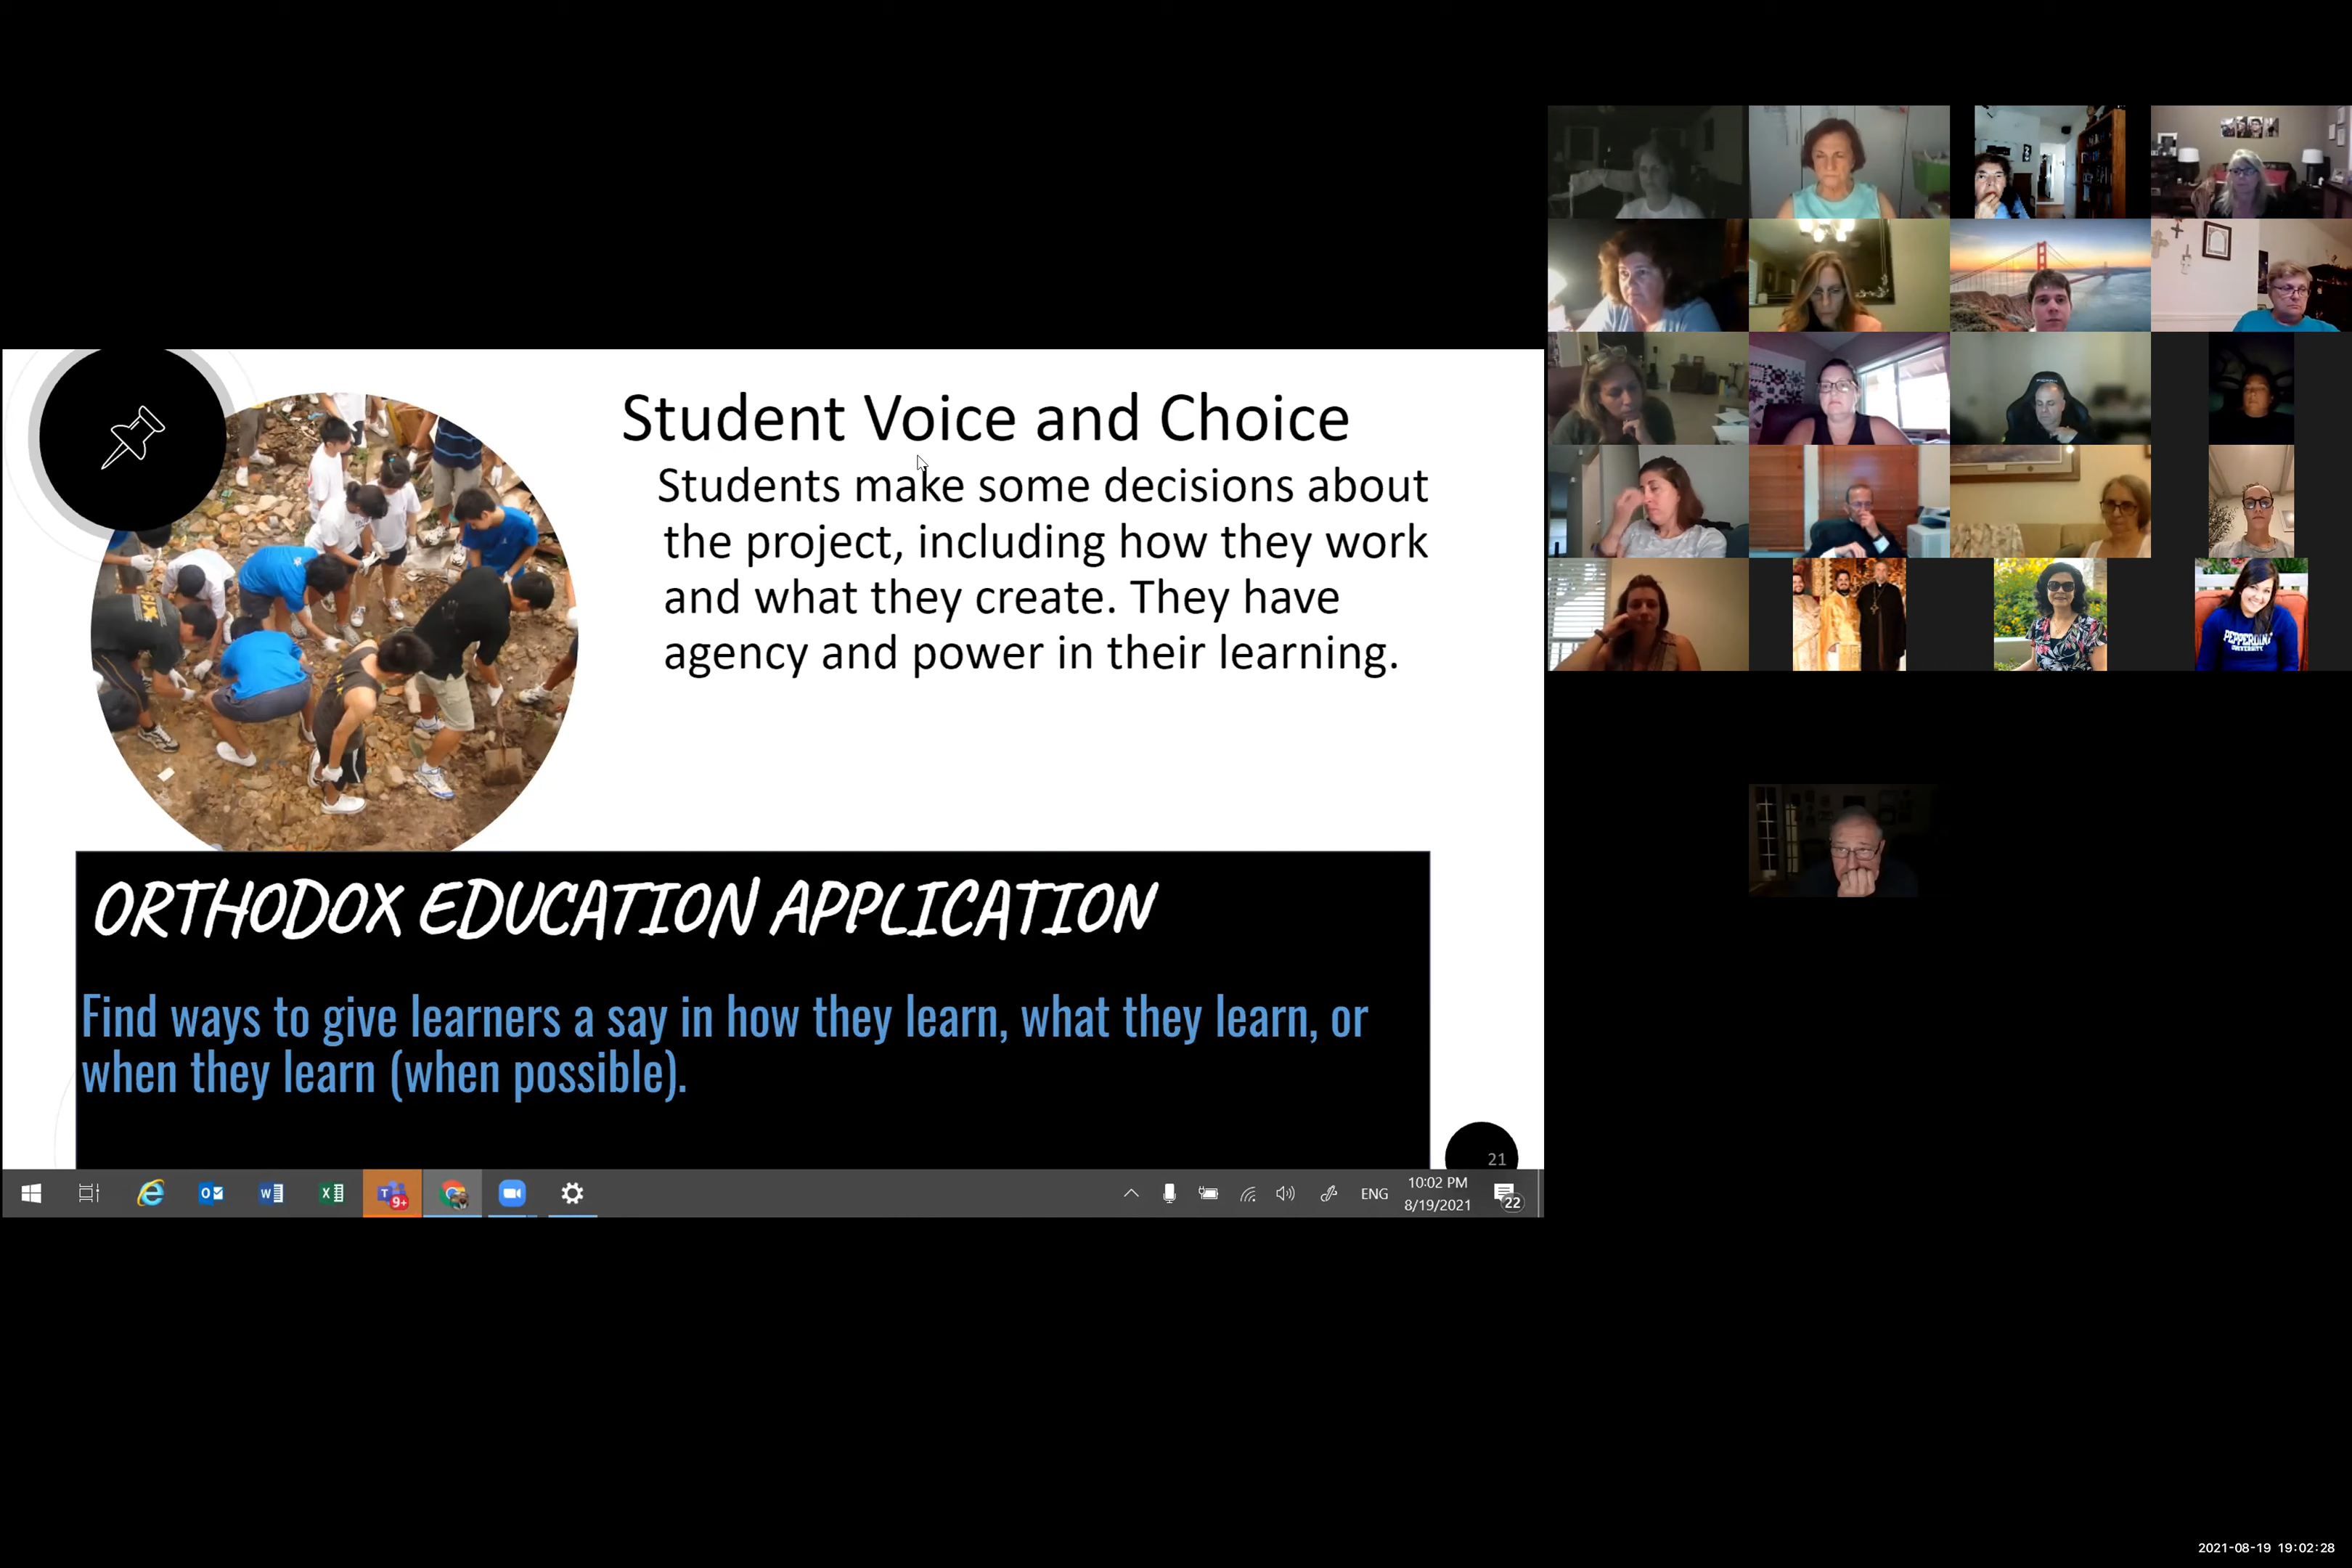 Student Voice and Choice
Students make some decisions about
the project, including how they work
and what they create. They have
agency and power in their learning.
ORTHODOX EDUCATION APPLICATION
Find ways to give learners a say in how they learn, what they learn, or
when they learn (when possible).
21
9+
ENG
10:02 PM
8/19/2021
22
PEPPERDINE
UNIVERSITY
2021-08-19 19:02:28